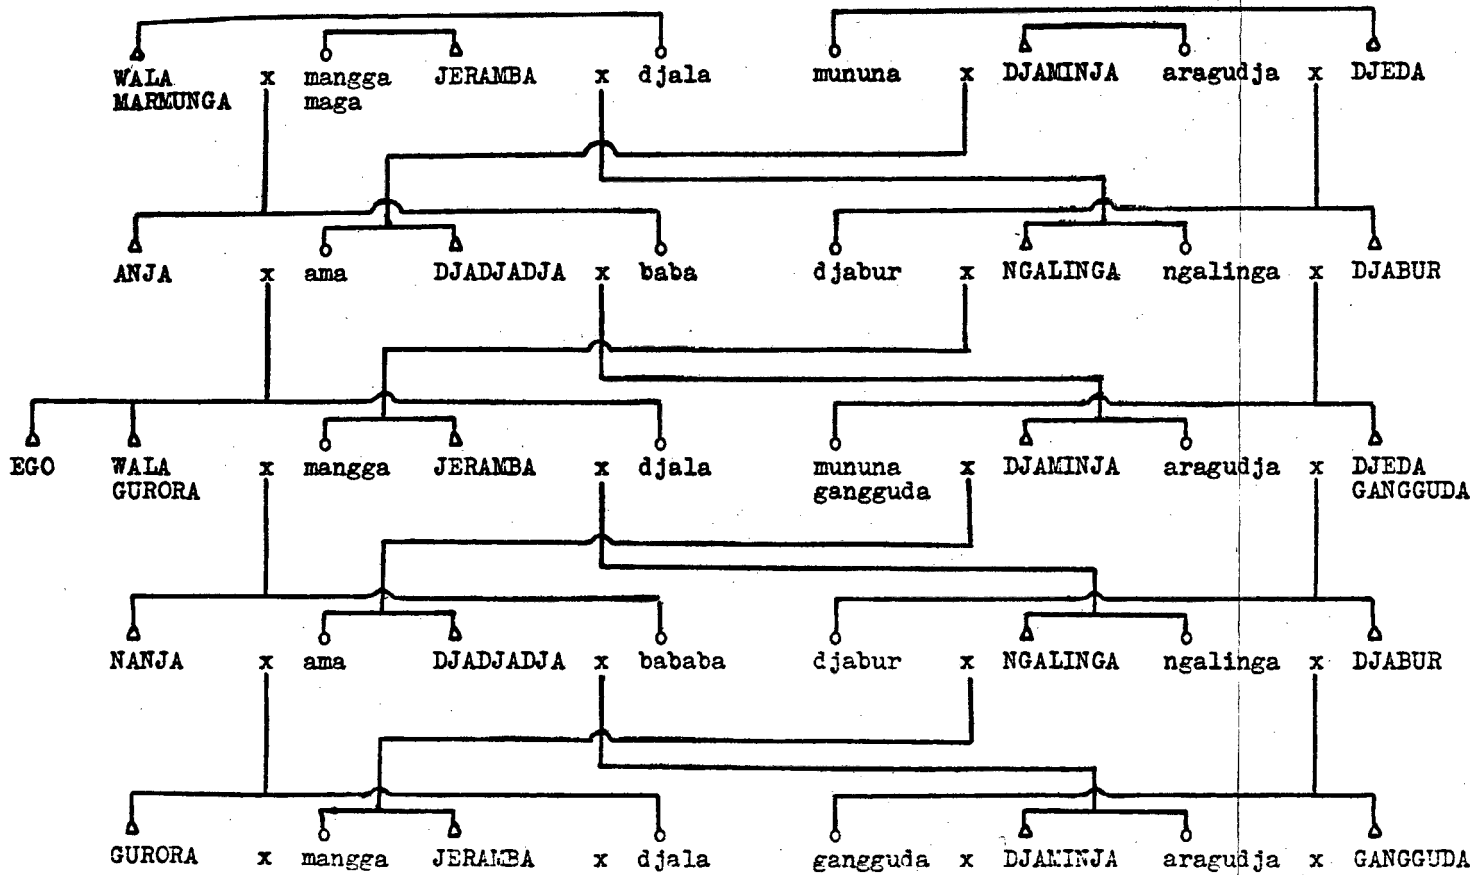 WALA x mangga JERAMBA x djala mununa x DJAMINJA aragudja x DJEDA
MARMUNGA maga
ANJA x ama DJADJADJA x baba djabur x NGALINGA ngalinga x DJABUR
EGO WALA x mangga JERAMBA x djala mununa x DJAMINJA aragudja x DJEDA
GURORA gangguda GANGGUDA
NANJA x ama DJADJADJA x bababa djabur x NGALINGA ngalinga x DJABUR
GURORA x mangga JERAMBA x djala gangguda x DJAMINJA aragudja x GANGGUDA